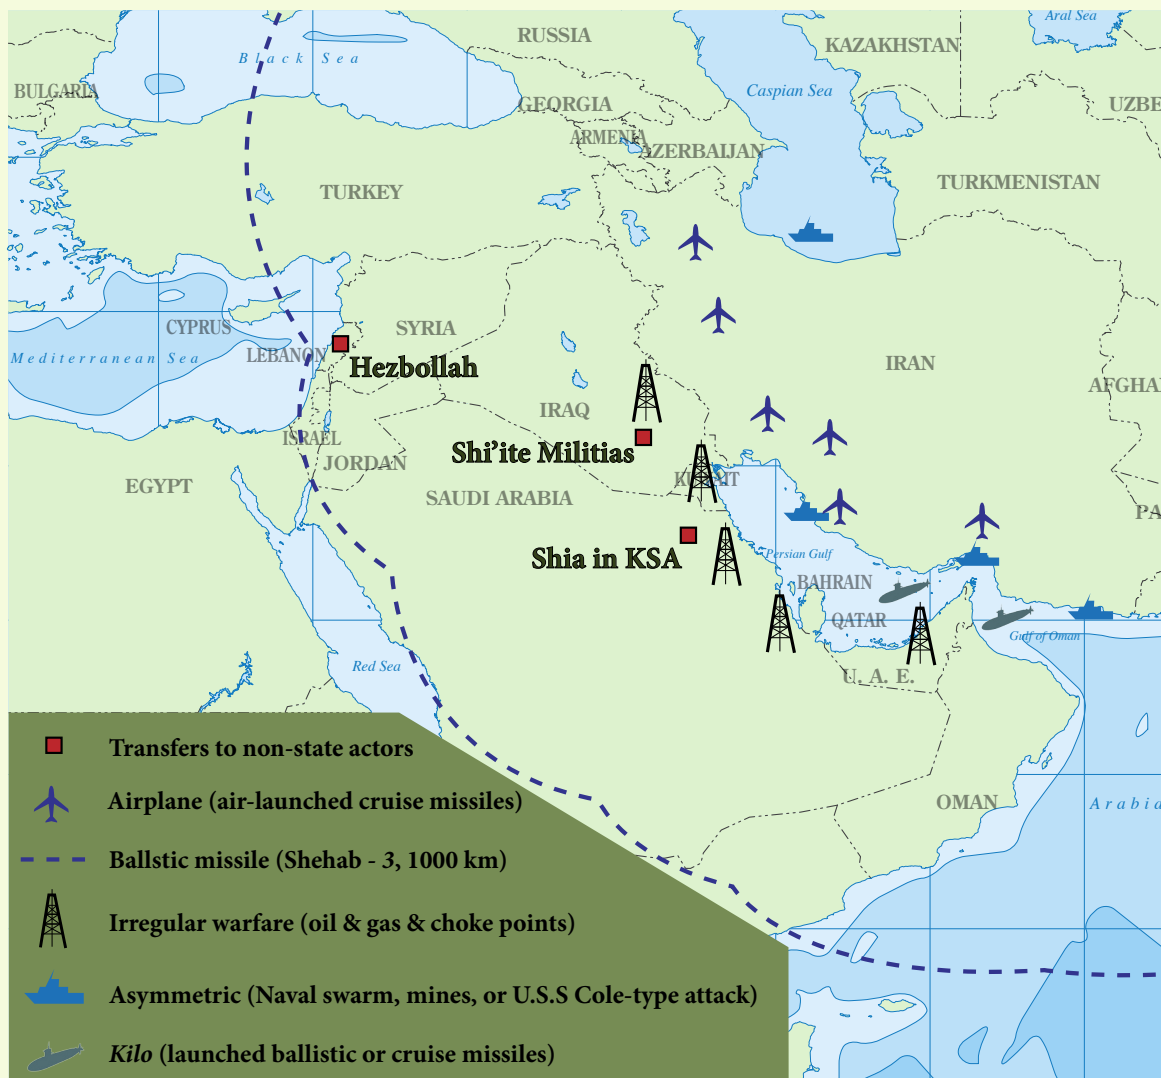 Aral Sea
RUSSIA
KAZAKHSTAN
Black Sea
BULGARIA
Caspian Sea
GEORGIA
UZBE
ARMENIA
AZERBAIJAN
TURKEY
TURKMENISTAN
CYPRUS
SYRIA
Mediterranean Sea
LEBANON
Hezbollah
IRAN
AFGHA
IRAQ
ISRAEL
JORDAN
Shi'ite Militias
EGYPT
SAUDI ARABIA
KUWAIT
PA
Shia in KSA
Persian Gulf
BAHRAIN
QATAR
Gulf of Oman
Red Sea
U. A. E.
OMAN
Arabia
Transfers to non-state actors
Airplane (air-launched cruise missiles)
Ballstic missile (Shehab - 3, 1000 km)
Irregular warfare (oil & gas & choke points)
Asymmetric (Naval swarm, mines, or U.S.S Cole-type attack)
Kilo (launched ballistic or cruise missiles)